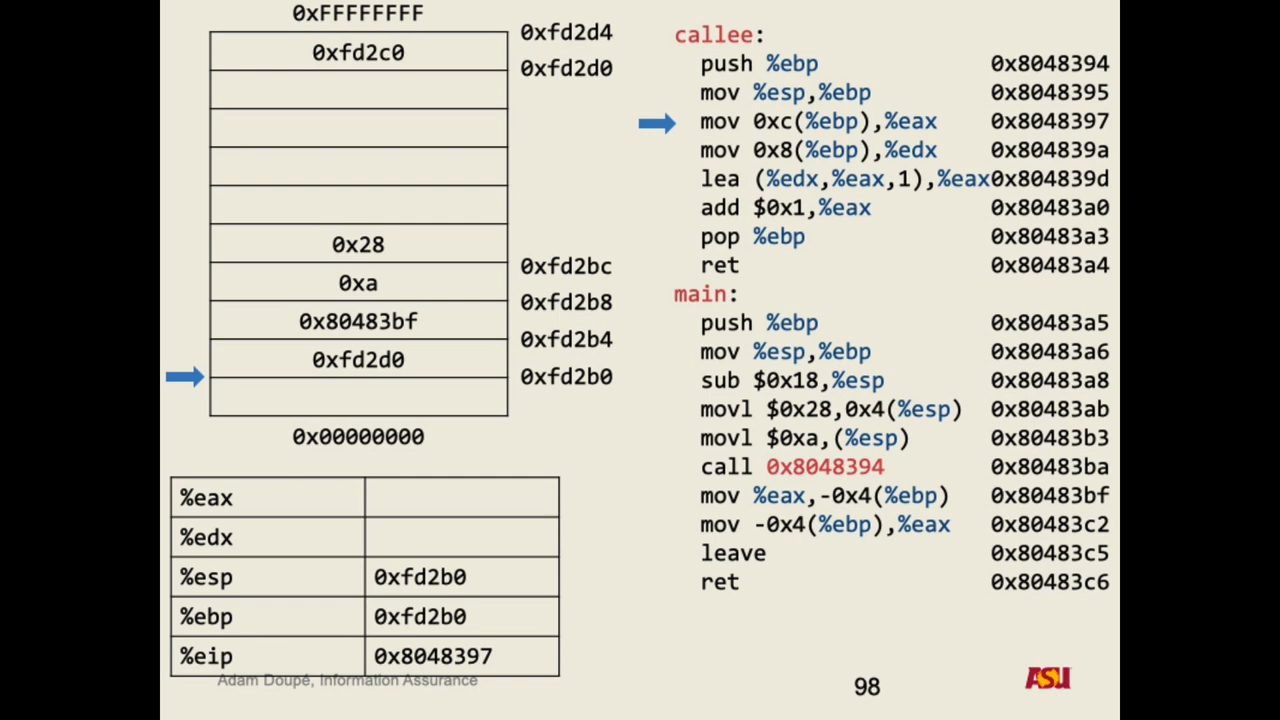 0xFFFFFFFF
0xfd2c0
0xfd2d4
0xfd2d0
0x28
0xa
0xfd2bc
0x80483bf
0xfd2b8
0xfd2d0
0xfd2b4
0xfd2b0
0x00000000
%eax
%edx
%esp 0xfd2b0
%ebp 0xfd2b0
%eip 0x8048397
callee:
push %ebp 0x8048394
mov %esp,%ebp 0x8048395
mov 0xc(%ebp),%eax 0x8048397
mov 0x8(%ebp),%edx 0x804839a
lea (%edx,%eax,1),%eax 0x804839d
add $0x1,%eax 0x80483a0
pop %ebp 0x80483a3
ret 0x80483a4
main:
push %ebp 0x80483a5
mov %esp,%ebp 0x80483a6
sub $0x18,%esp 0x80483a8
movl $0x28,0x4(%esp) 0x80483ab
movl $0xa,(%esp) 0x80483b3
call 0x8048394 0x80483ba
mov %eax,-0x4(%ebp) 0x80483bf
mov -0x4(%ebp),%eax 0x80483c2
leave 0x80483c5
ret 0x80483c6
Adam Doupé, Information Assurance
98
ASU